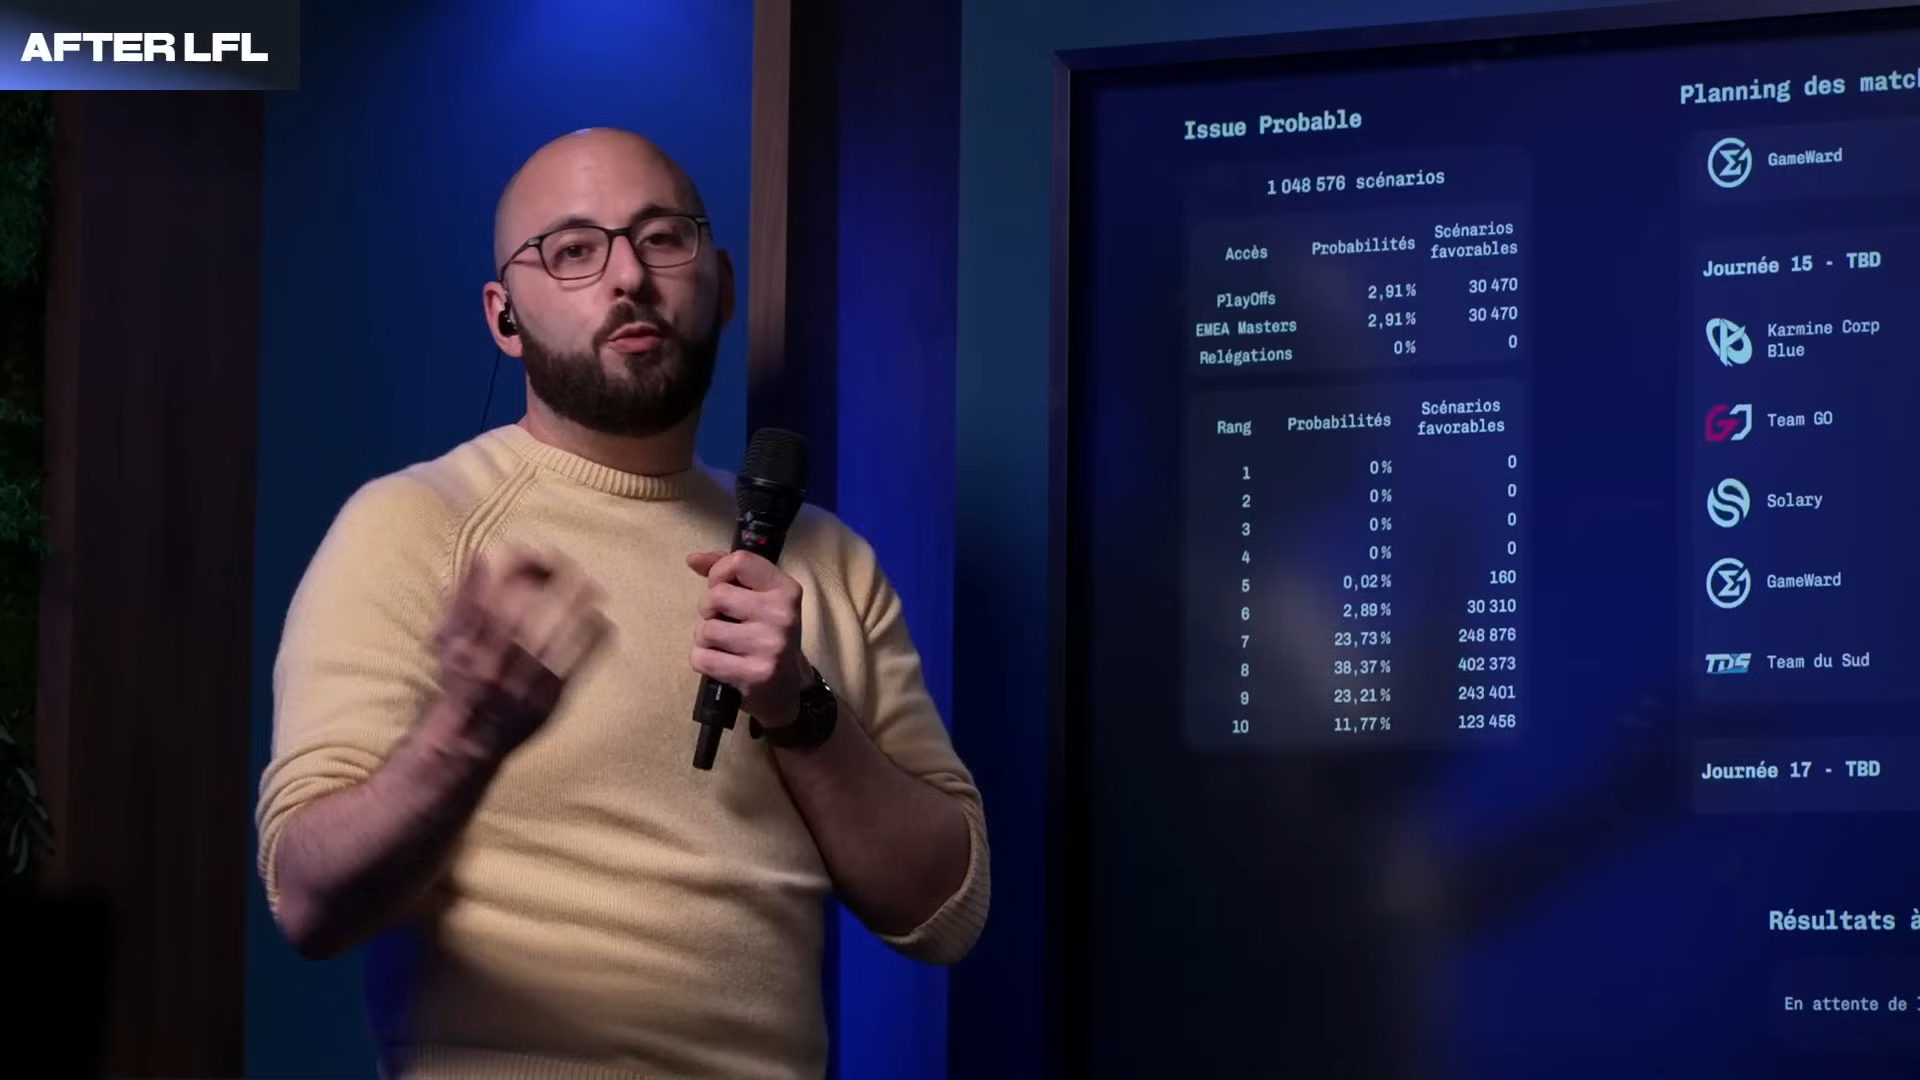 AFTER LFL
Issue Probable
1 048 576 scénarios
Accès Probabilités Scénarios favorables
PlayOffs 2,91% 30 470
EMEA Masters 2,91% 30 470
Relégations 0% 0
Rang Probabilités Scénarios favorables
1 0% 0
2 0% 0
3 0% 0
4 0% 0
5 0,02% 160
6 2,89% 30 310
7 23,73% 248 876
8 38,37% 402 373
9 23,21% 243 401
10 11,77% 123 456
Planning des matc
GameWard
Journée 15 - TBD
Karmine Corp
Blue
Team GO
Solary
GameWard
TDS Team du Sud
Journée 17 - TBD
Résultats à
En attente de